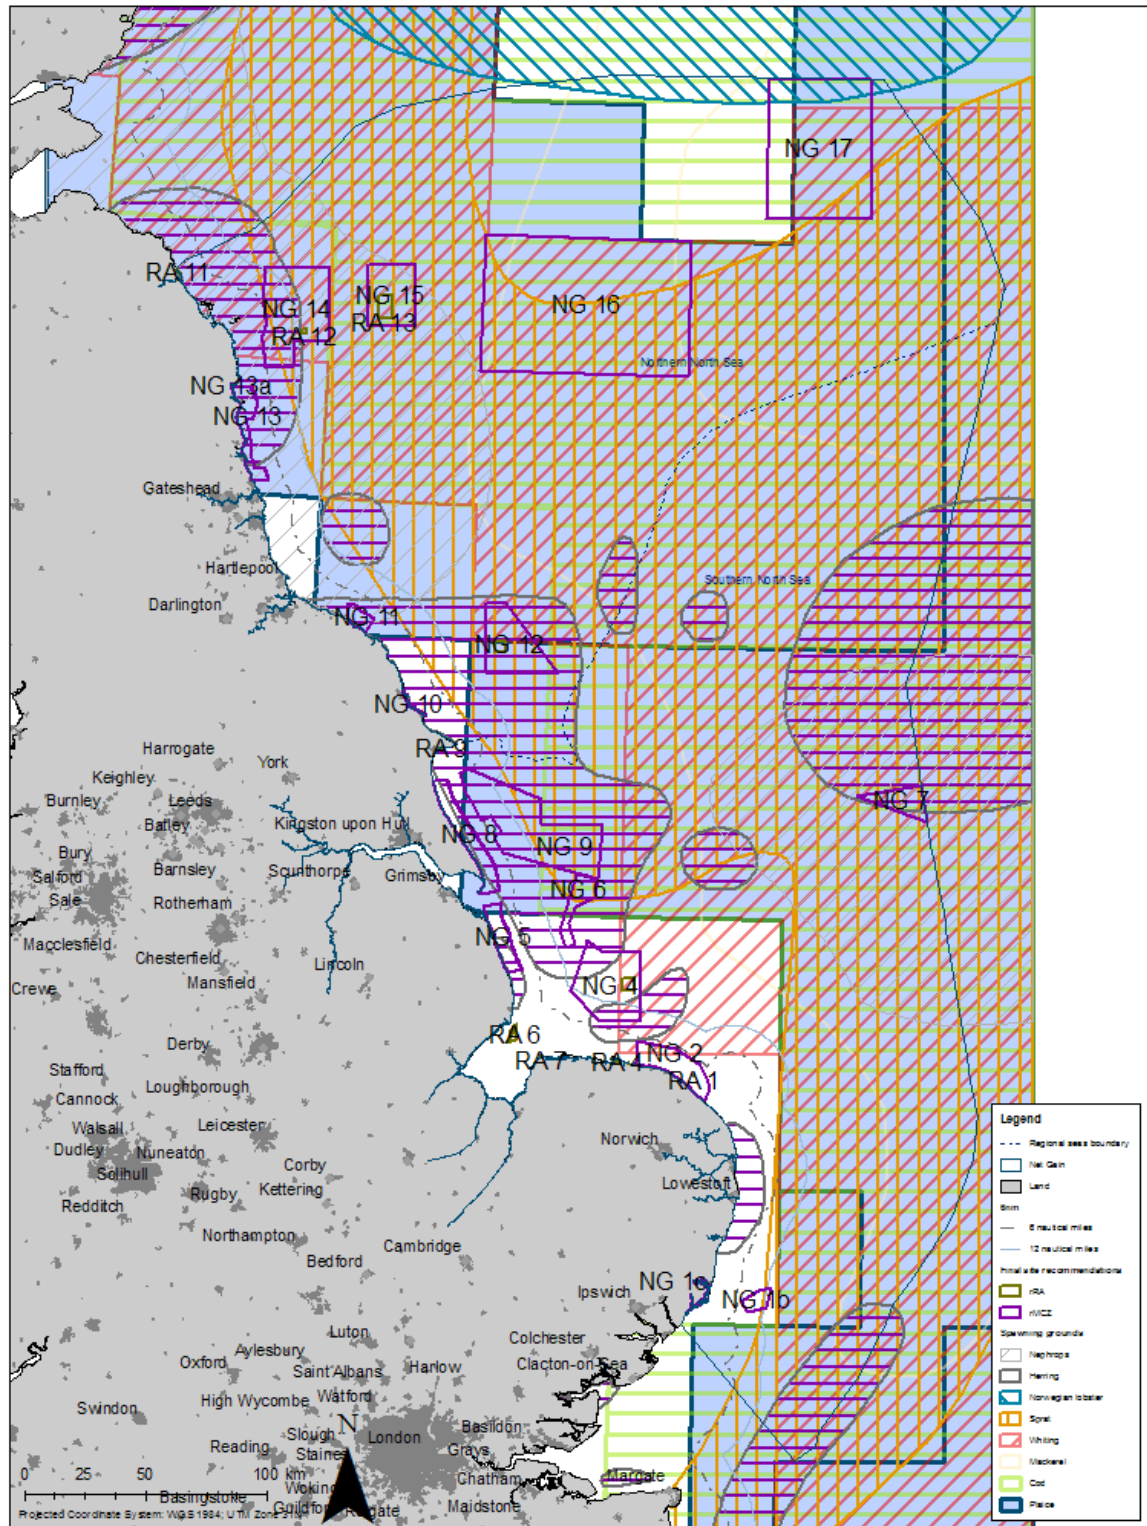 NG 17
RA 11
NG 14
NG 15
RA 12
RA 13
NG 16
Northern North Sea
NG 13a
NG 13
Gateshead
Hartlepool
Southern North Sea
Darlington
NG 11
NG 12
NG 10
RA 9
Harrogate
York
Keighley
Burnley
Leeds
NG 7
Batley
Kingston upon Hull
NG 8
NG 9
Bury
Barnsley
Scunthorpe
Grimsby
Salford
NG 6
Sale
Rotherham
Macclesfield
NG 5
Chesterfield
Lincoln
Mansfield
Crewe
NG 4
RA 6
Derby
RA 7
RA 4
NG 2
RA 1
Stafford
Loughborough
Cannock
Walsall
Leicester
Norwich
Dudley
Nuneaton
Solihull
Corby
Lowestoft
Rugby
Kettering
Redditch
Northampton
Cambridge
Bedford
Ipswich
NG 1c
NG 1b
Luton
Colchester
Oxford
Aylesbury
Saint Albans
Harlow
Clacton-on-Sea
High Wycombe
Watford
Swindon
N
Slough
London
Basildon
Reading
Staines
Grays
Chatham
Margate
0 25 50 100 km
Woking
Basingstoke
Guildford
Reigate
Maidstone
Projected Coordinate System: WGS 1984; UTM Zone 31N
Legend
Regional seas boundary
Net Gain
Land
6nm
6 nautical miles
12 nautical miles
Final site recommendations
rRA
rMCZ
Spawning grounds
Nephrops
Herring
Norwegian lobster
Sprat
Whiting
Mackerel
Cod
Plaice